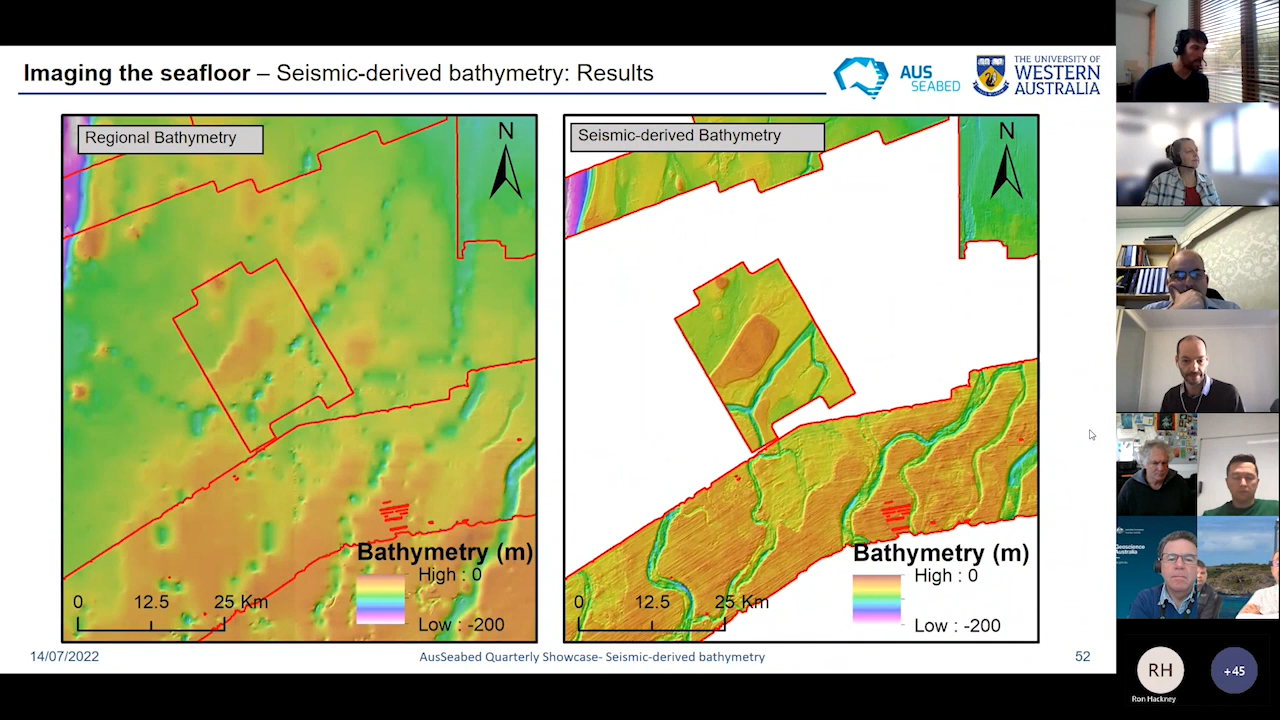 Imaging the seafloor – Seismic-derived bathymetry: Results
AUS
SEABED
THE UNIVERSITY OF
WESTERN
AUSTRALIA
Regional Bathymetry
N
Bathymetry (m)
High : 0
Low : -200
0 12.5 25 Km
Seismic-derived Bathymetry
N
Bathymetry (m)
High : 0
Low : -200
0 12.5 25 Km
14/07/2022
AusSeabed Quarterly Showcase- Seismic-derived bathymetry
52
Geoscience
Australia
RH
Ron Hackney
+45